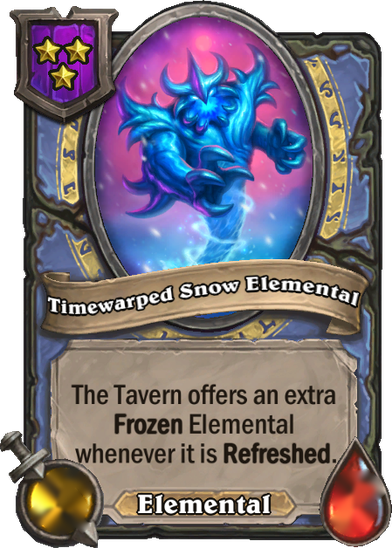 Timewarped Snow Elemental
The Tavern offers an extra
Frozen Elemental
whenever it is Refreshed.
Elemental